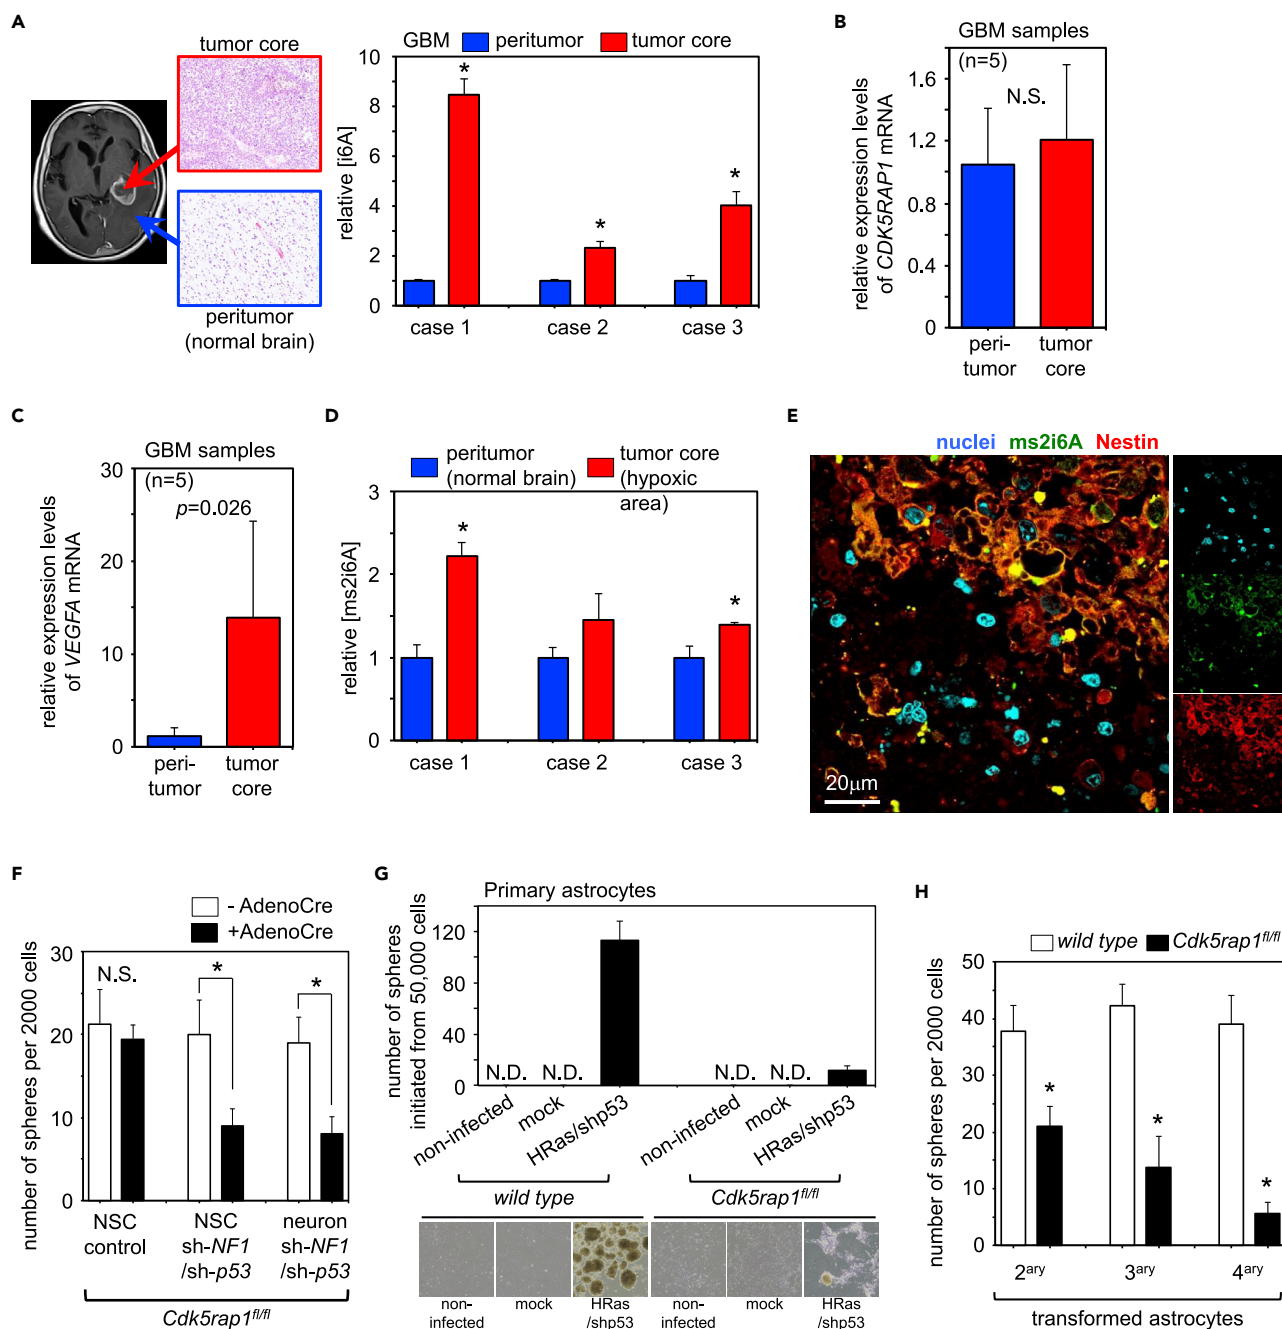 A
tumor core
peritumor
(normal brain)
GBM peritumor tumor core
relative [i6A]
10
8
6
4
2
0
*
*
*
case 1 case 2 case 3
B
GBM samples
(n=5)
N.S.
relative expression levels
of CDK5RAP1 mRNA
1.6
1.2
0.8
0.4
0
peri-
tumor
tumor
core
C
GBM samples
(n=5)
p=0.026
relative expression levels
of VEGFA mRNA
30
20
10
0
peri-
tumor
tumor
core
D
peritumor
(normal brain)
tumor core
(hypoxic
area)
relative [ms2i6A]
3
2
1
0
*
*
case 1 case 2 case 3
E
nuclei ms2i6A Nestin
20μm
F
- AdenoCre
+AdenoCre
number of spheres per 2000 cells
30
20
10
0
N.S.
*
*
NSC
control
NSC
sh-NF1
/sh-p53
neuron
sh-NF1
/sh-p53
Cdk5rap1fl/fl
G
Primary astrocytes
number of spheres
initiated from 50,000 cells
120
80
40
0
N.D. N.D. N.D. N.D.
non-infected
mock
HRas/shp53
non-infected
mock
HRas/shp53
wild type
Cdk5rap1fl/fl
non-
infected
mock
HRas
/shp53
non-
infected
mock
HRas
/shp53
H
wild type Cdk5rap1fl/fl
number of spheres per 2000 cells
50
40
30
20
10
0
*
*
*
2ary 3ary 4ary
transformed astrocytes